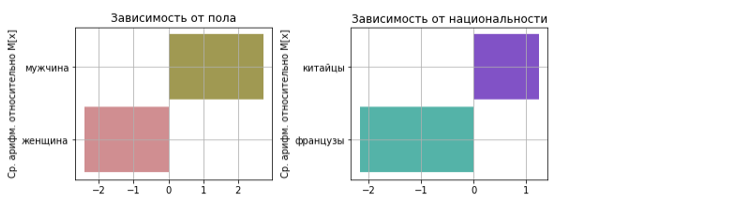 Зависимость от пола
Ср. арифм. относительно M[x]
мужчина
женщина
−2 −1 0 1 2
Зависимость от национальности
Ср. арифм. относительно M[x]
китайцы
французы
−2 −1 0 1